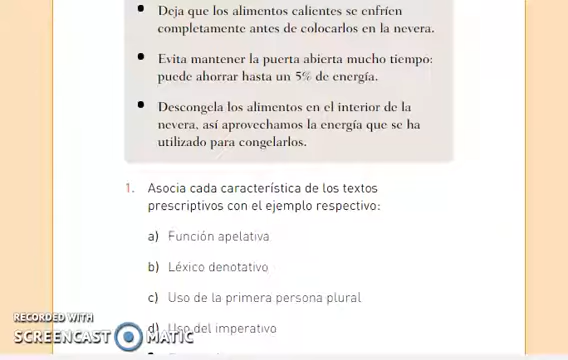 • Deja que los alimentos calientes se enfríen
completamente antes de colocarlos en la nevera.
• Evita mantener la puerta abierta mucho tiempo:
puede ahorrar hasta un 5% de energía.
• Descongela los alimentos en el interior de la
nevera, así aprovechamos la energía que se ha
utilizado para congelarlos.
1. Asocia cada característica de los textos
prescriptivos con el ejemplo respectivo:
a) Función apelativa
b) Léxico denotativo
c) Uso de la primera persona plural
d) Uso del imperativo
RECORDED WITH
SCREENCAST MATIC